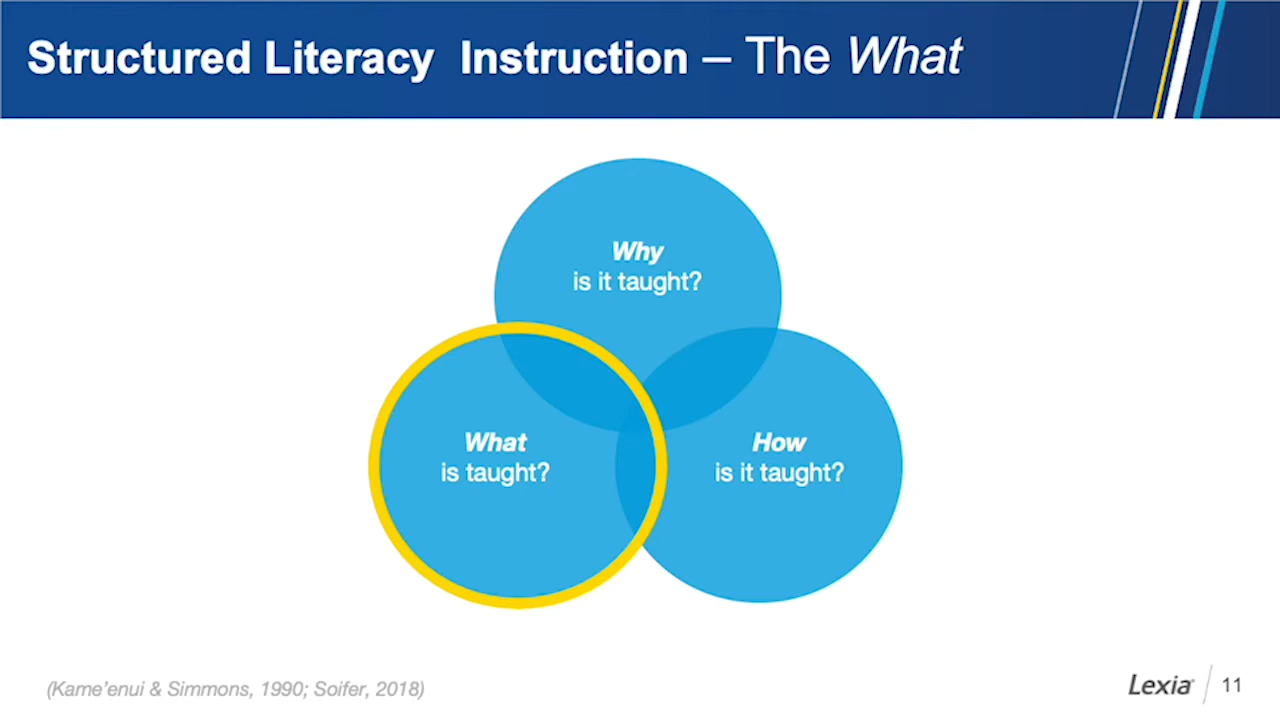 Structured Literacy Instruction – The What
Why
is it taught?
What
is taught?
How
is it taught?
(Kame’enui & Simmons, 1990; Soifer, 2018)
Lexia® 11